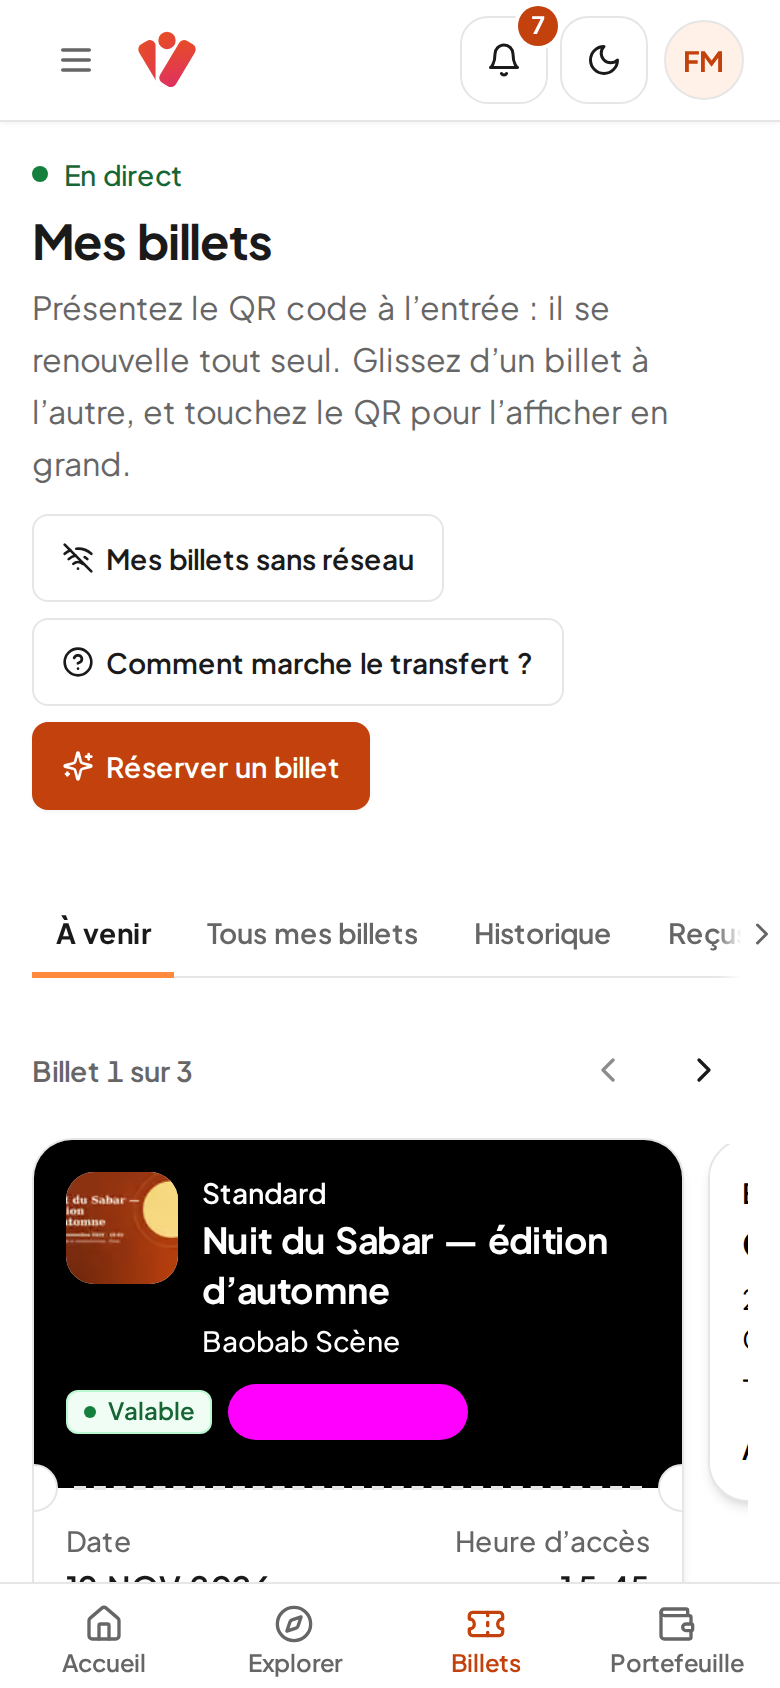 7
FM
En direct
Mes billets
Présentez le QR code à l’entrée : il se
renouvelle tout seul. Glissez d’un billet à
l’autre, et touchez le QR pour l’afficher en
grand.
Mes billets sans réseau
Comment marche le transfert ?
Réserver un billet
À venir
Tous mes billets
Historique
Reçus
Billet 1 sur 3
Standard
Nuit du Sabar — édition
d’automne
Baobab Scène
Valable
Date
Heure d’accès
Accueil
Explorer
Billets
Portefeuille